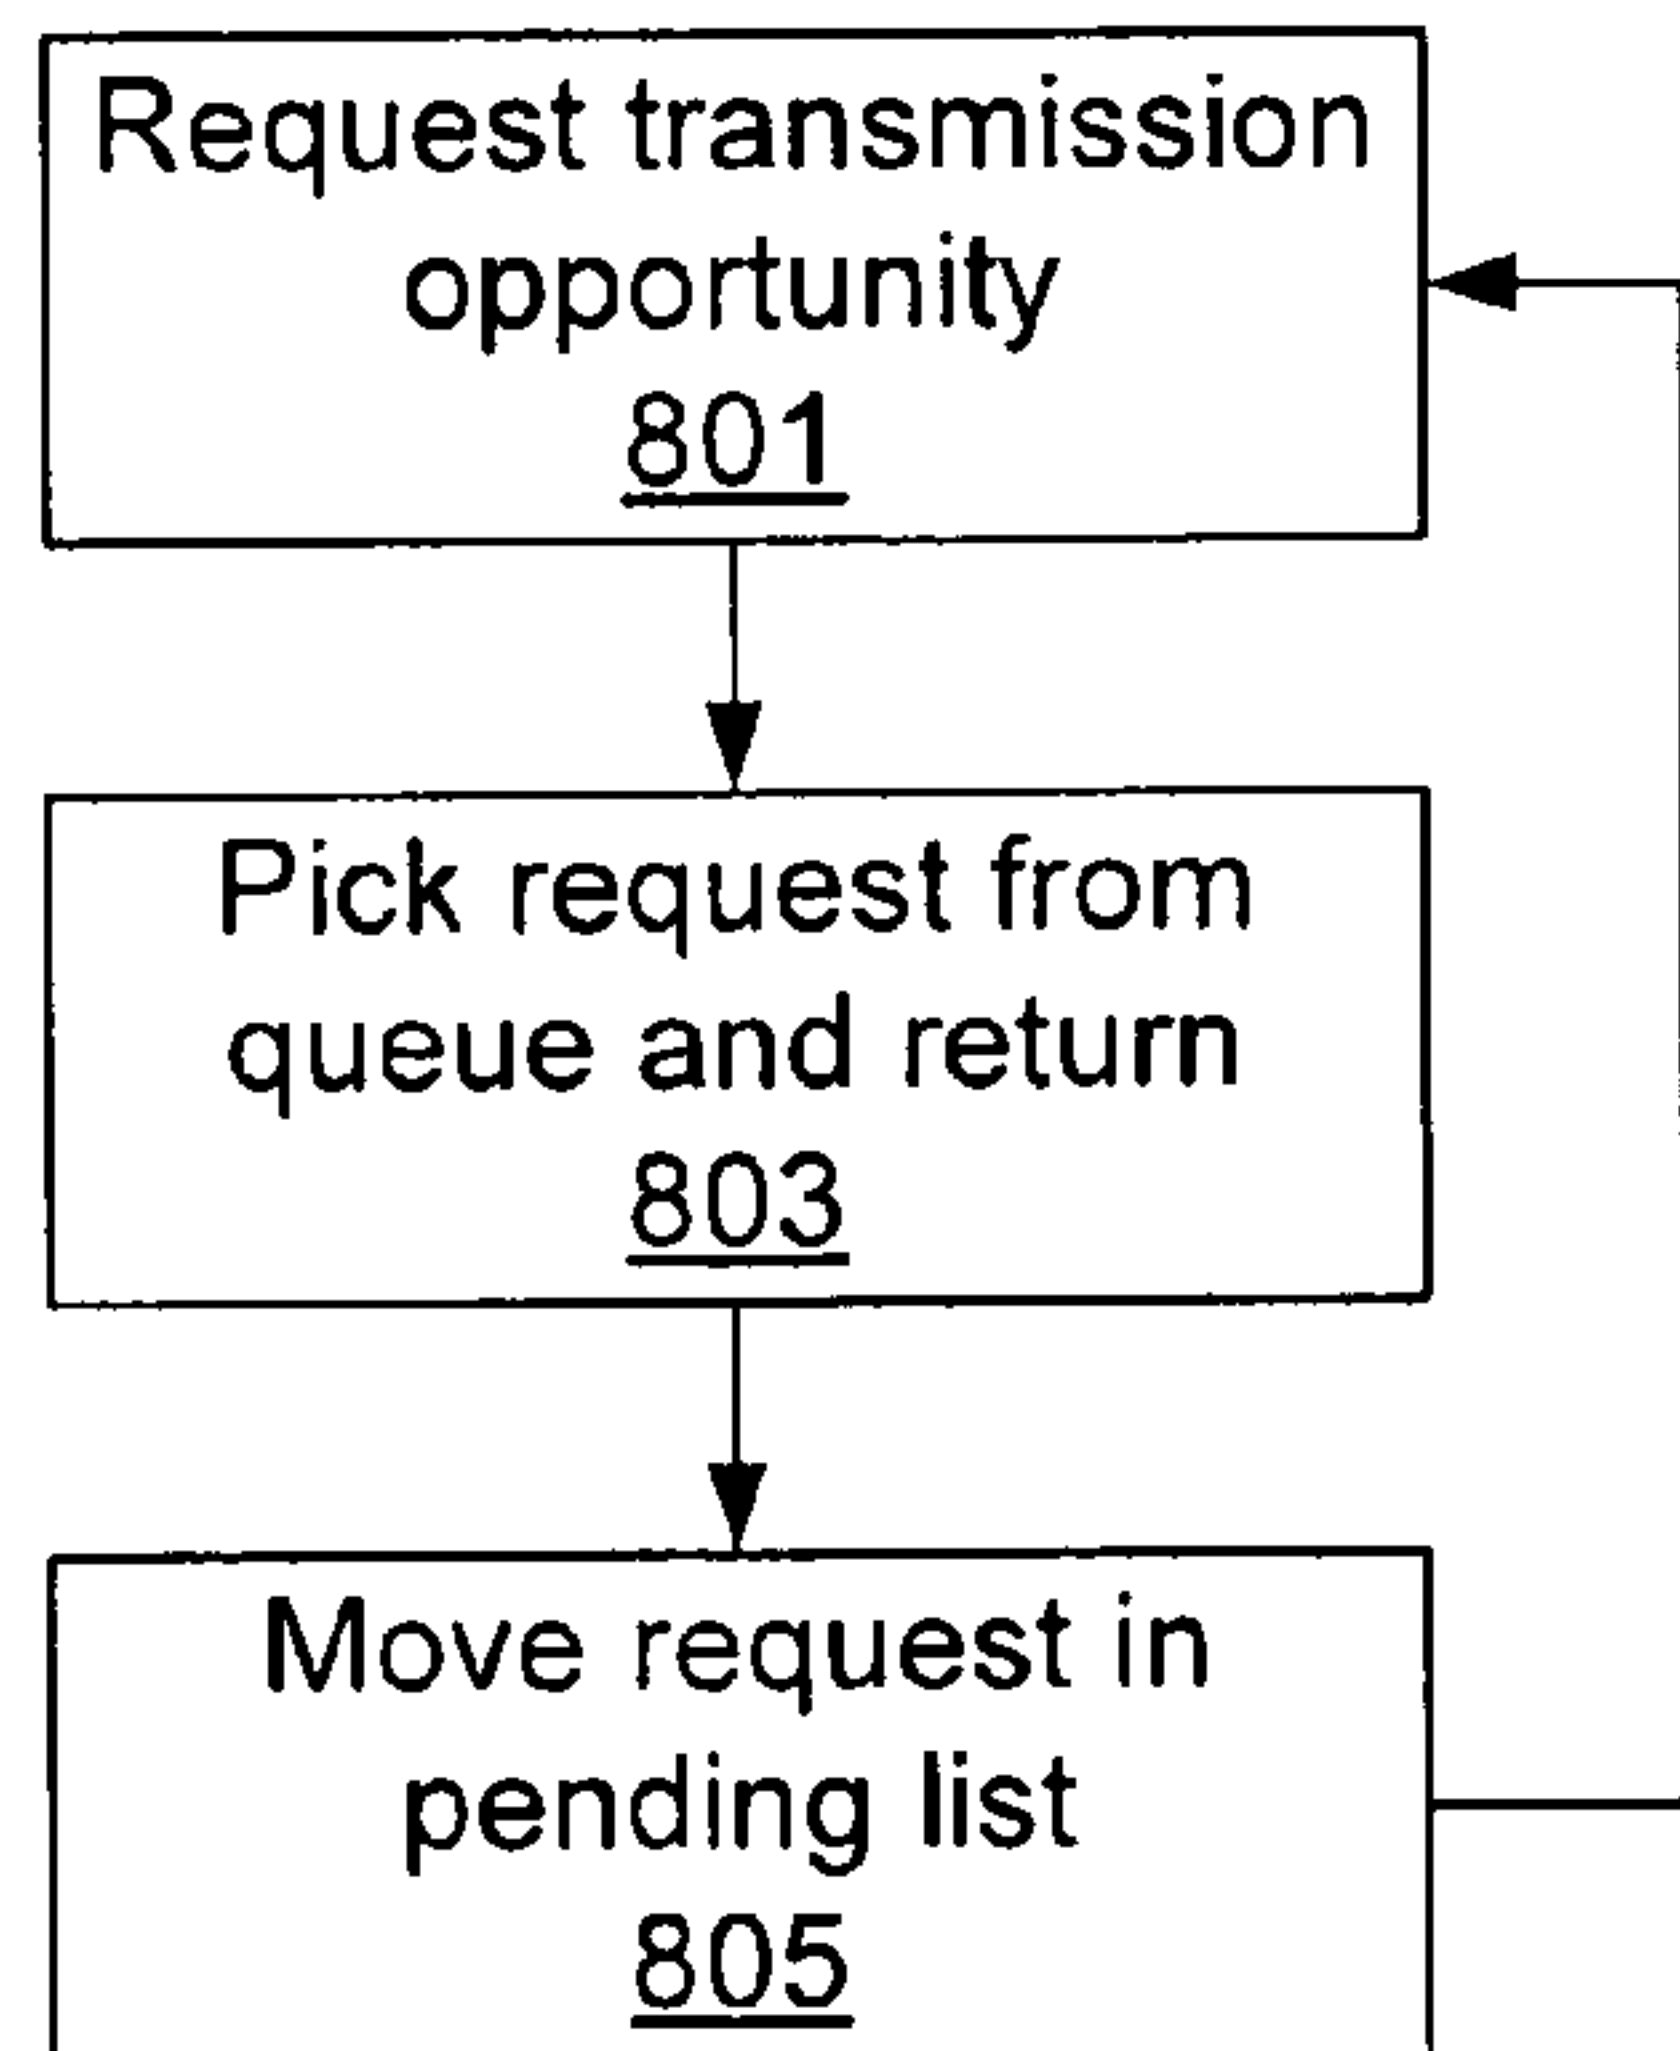 Request transmission
opportunity
801
Pick request from
queue and return
803
Move request in
pending list
805